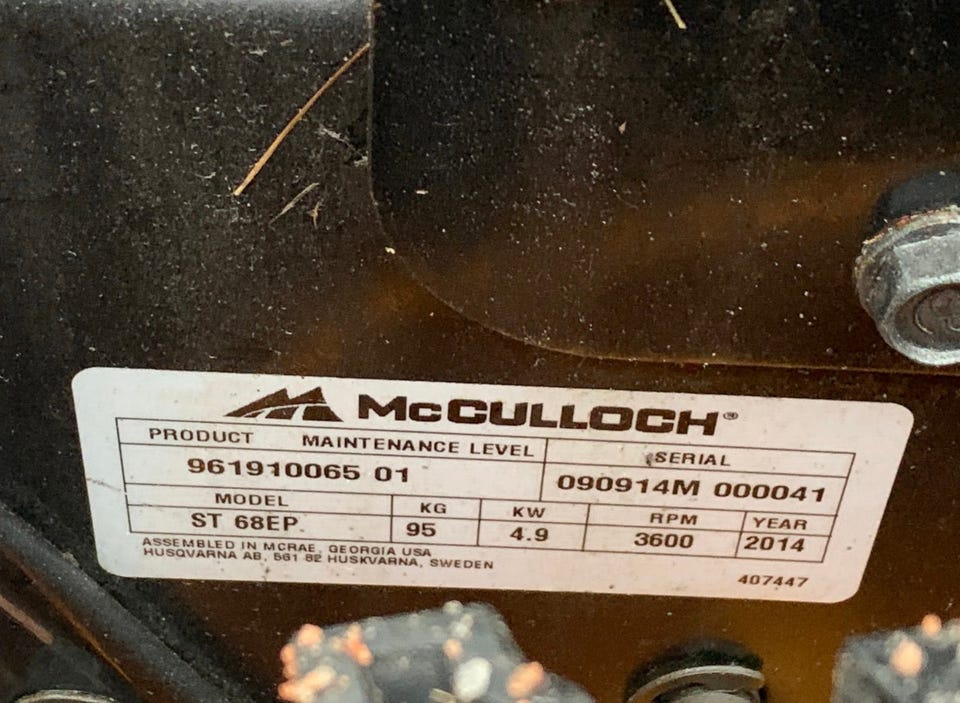 McCULLOCH®
PRODUCT MAINTENANCE LEVEL SERIAL
961910065 01 090914M 000041
MODEL KG KW RPM YEAR
ST 68EP. 95 4.9 3600 2014
ASSEMBLED IN MCRAE, GEORGIA USA
HUSQVARNA AB, 561 82 HUSKVARNA, SWEDEN
407447